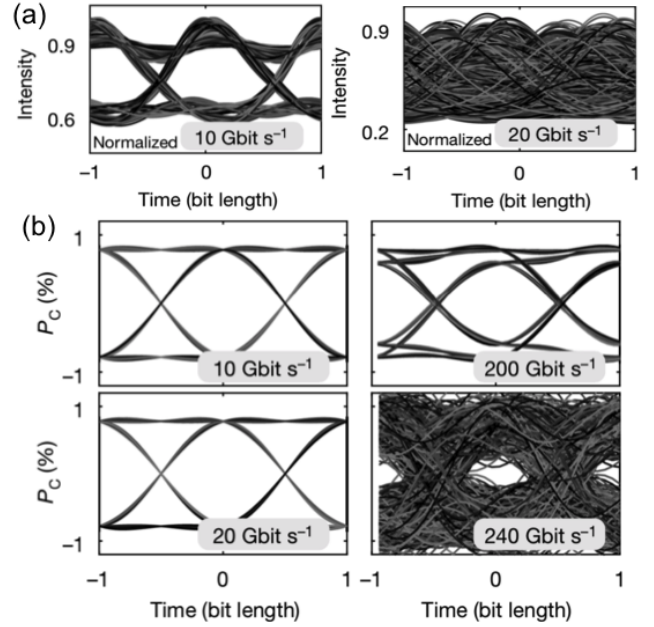 (a)
Intensity
0.9
0.6
Normalized
10 Gbit s⁻¹
-1
0
1
Time (bit length)
Intensity
0.9
0.2
Normalized
20 Gbit s⁻¹
-1
0
1
Time (bit length)
(b)
P_C (%)
1
-1
10 Gbit s⁻¹
200 Gbit s⁻¹
P_C (%)
1
-1
20 Gbit s⁻¹
240 Gbit s⁻¹
-1
0
1
Time (bit length)
-1
0
1
Time (bit length)